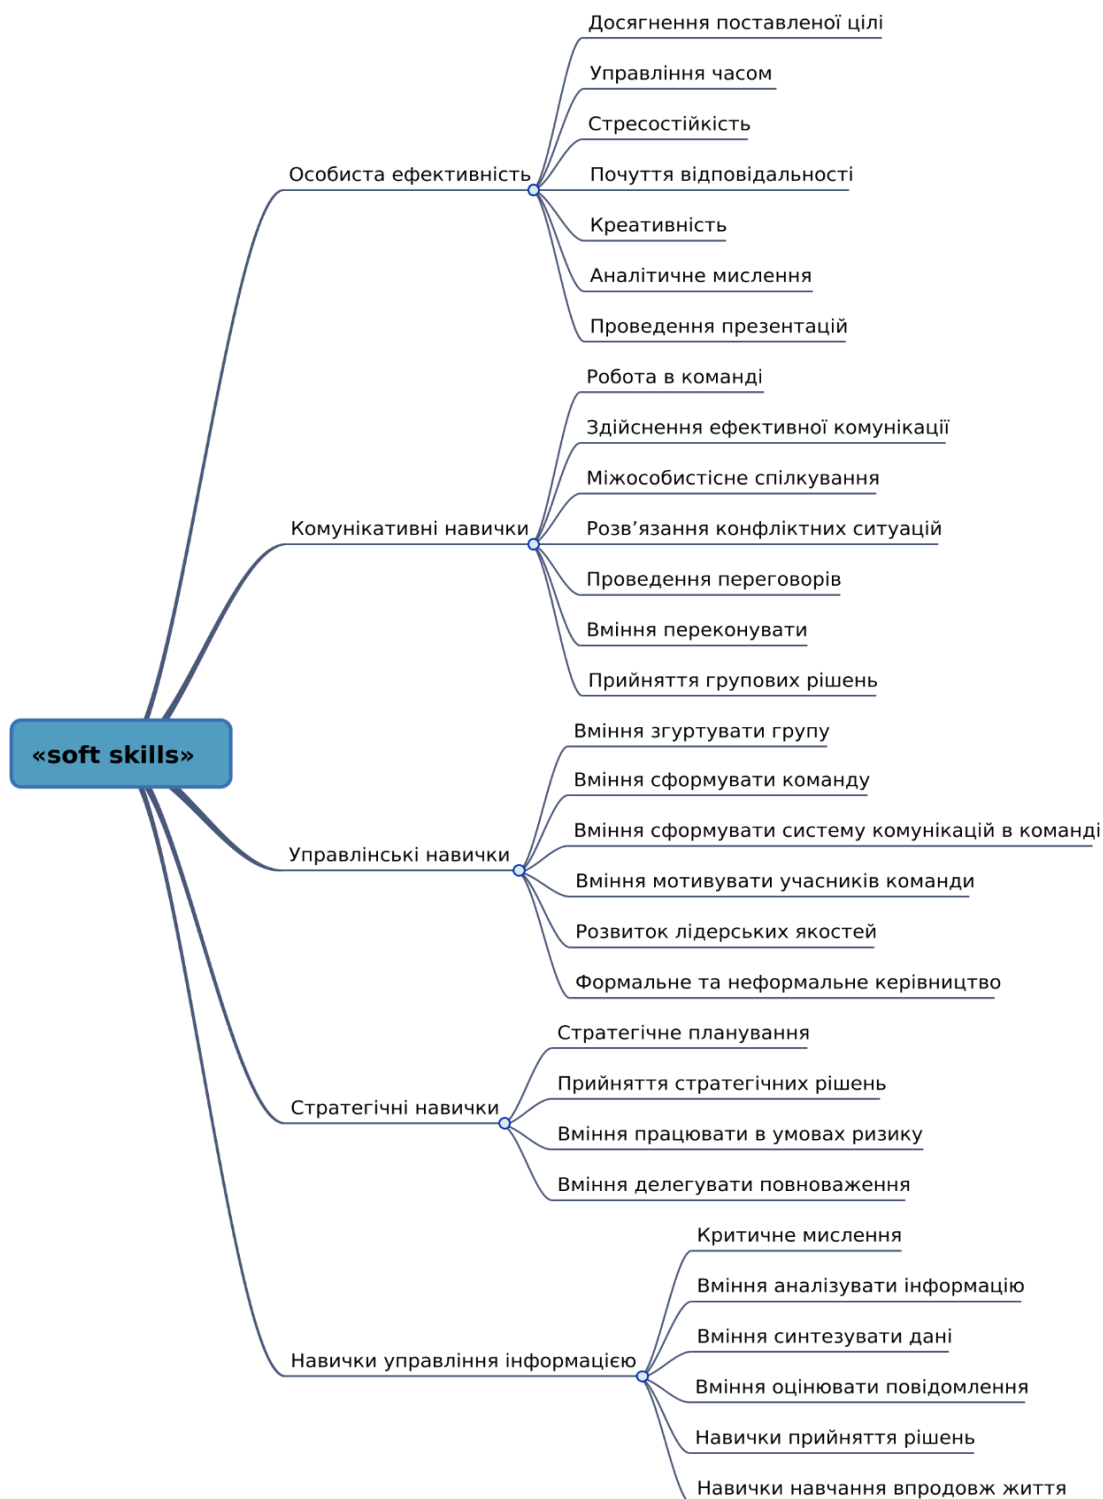 «soft skills»
Особиста ефективність
Досягнення поставленої цілі
Управління часом
Стресостійкість
Почуття відповідальності
Креативність
Аналітичне мислення
Проведення презентацій
Комунікативні навички
Робота в команді
Здійснення ефективної комунікації
Міжособистісне спілкування
Розв’язання конфліктних ситуацій
Проведення переговорів
Вміння переконувати
Прийняття групових рішень
Управлінські навички
Вміння згуртувати групу
Вміння сформувати команду
Вміння сформувати систему комунікацій в команді
Вміння мотивувати учасників команди
Розвиток лідерських якостей
Формальне та неформальне керівництво
Стратегічні навички
Стратегічне планування
Прийняття стратегічних рішень
Вміння працювати в умовах ризику
Вміння делегувати повноваження
Навички управління інформацією
Критичне мислення
Вміння аналізувати інформацію
Вміння синтезувати дані
Вміння оцінювати повідомлення
Навички прийняття рішень
Навички навчання впродовж життя